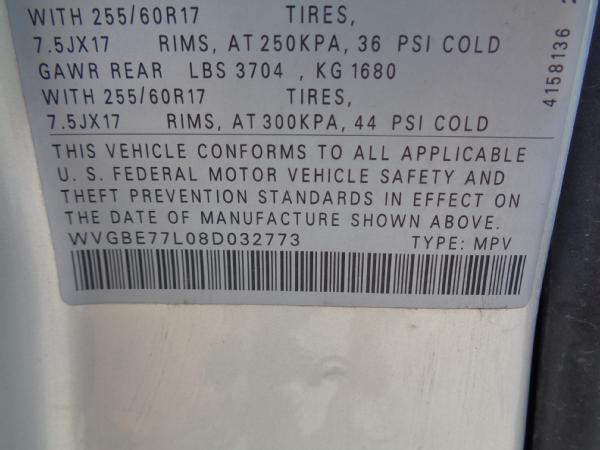 WITH 255/60R17 TIRES,
7.5JX17 RIMS, AT 250KPA, 36 PSI COLD
GAWR REAR LBS 3704 , KG 1680
WITH 255/60R17 TIRES,
7.5JX17 RIMS, AT 300KPA, 44 PSI COLD
THIS VEHICLE CONFORMS TO ALL APPLICABLE
U. S. FEDERAL MOTOR VEHICLE SAFETY AND
THEFT PREVENTION STANDARDS IN EFFECT ON
THE DATE OF MANUFACTURE SHOWN ABOVE.
WVGBE77L08D032773 TYPE: MPV
4158136